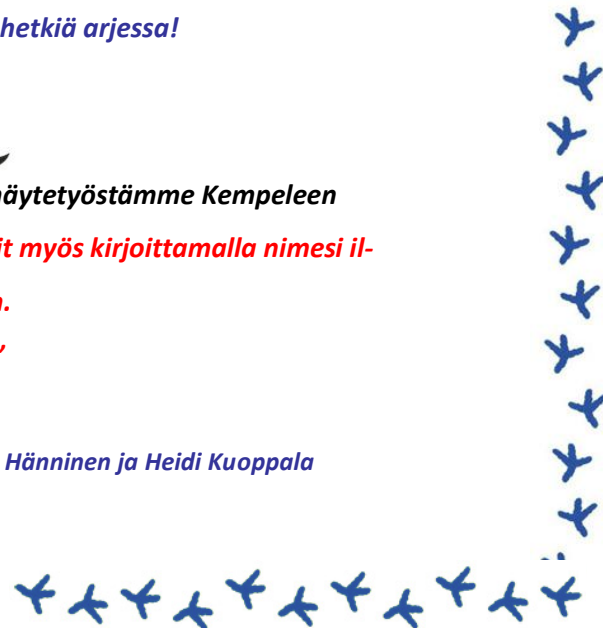 hetkiä arjessa!
näytetyöstämme Kempeleen
it myös kirjoittamalla nimesi il-
n.
,
Hänninen ja Heidi Kuoppala